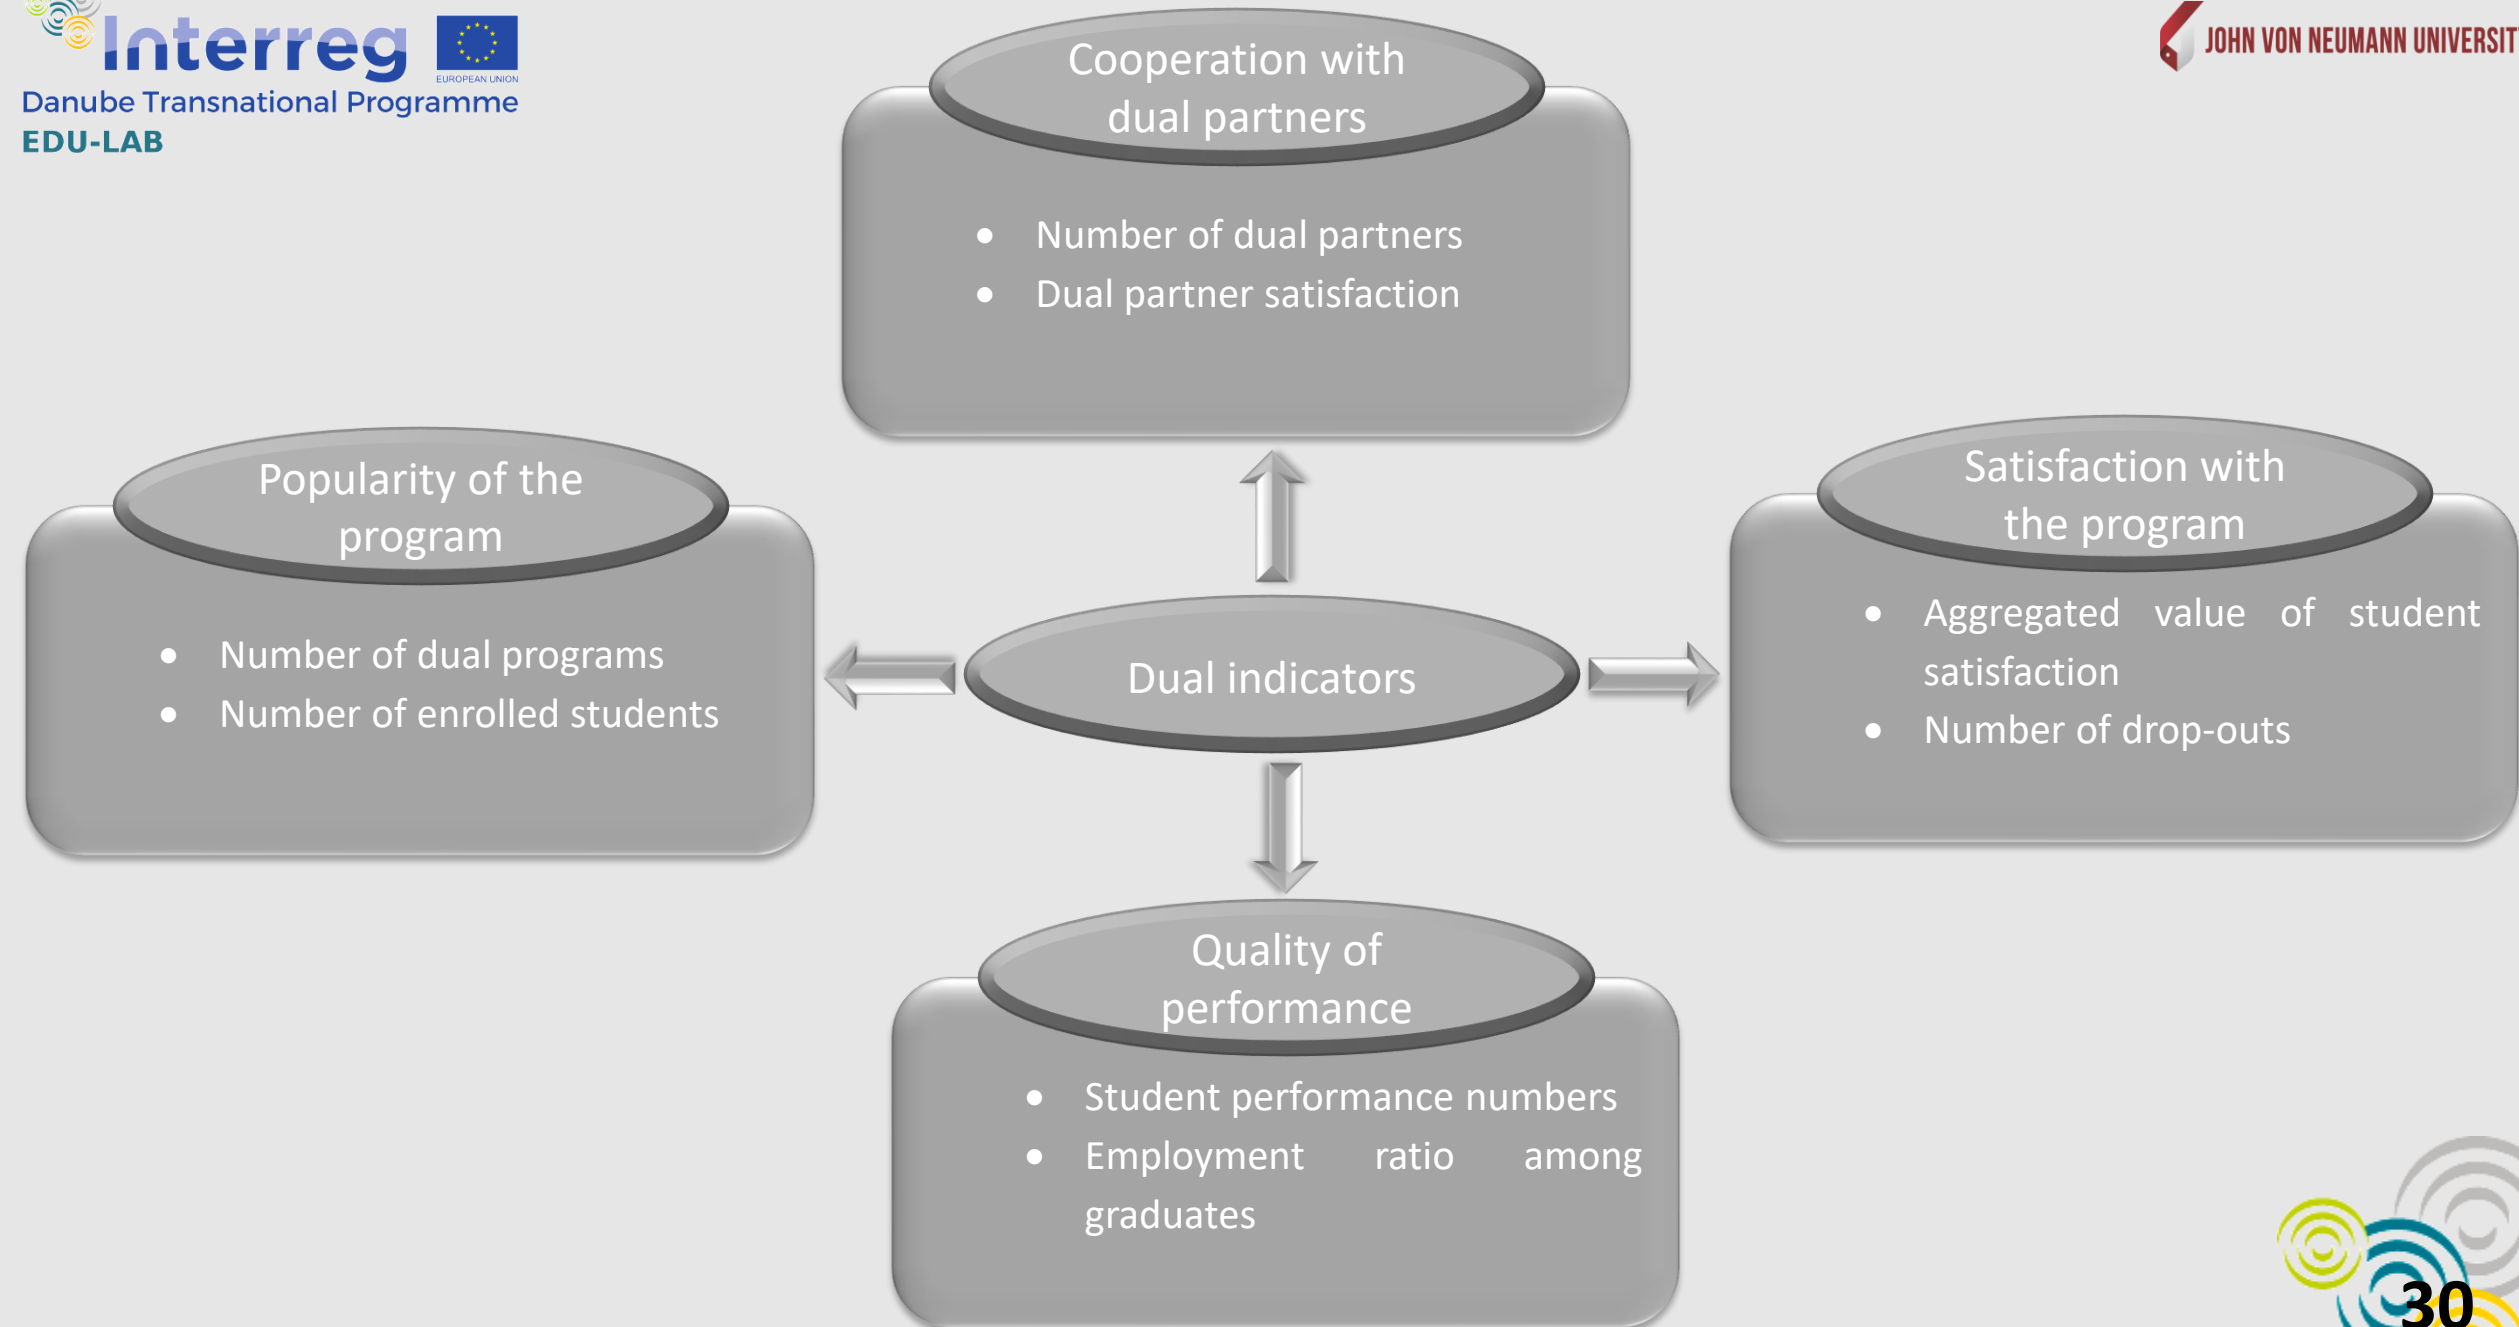 Interreg
EUROPEAN UNION
Danube Transnational Programme
EDU-LAB
JOHN VON NEUMANN UNIVERSIT
Cooperation with
dual partners
• Number of dual partners
• Dual partner satisfaction
Popularity of the
program
• Number of dual programs
• Number of enrolled students
Dual indicators
Satisfaction with
the program
• Aggregated value of student
satisfaction
• Number of drop-outs
Quality of
performance
• Student performance numbers
• Employment ratio among
graduates
30